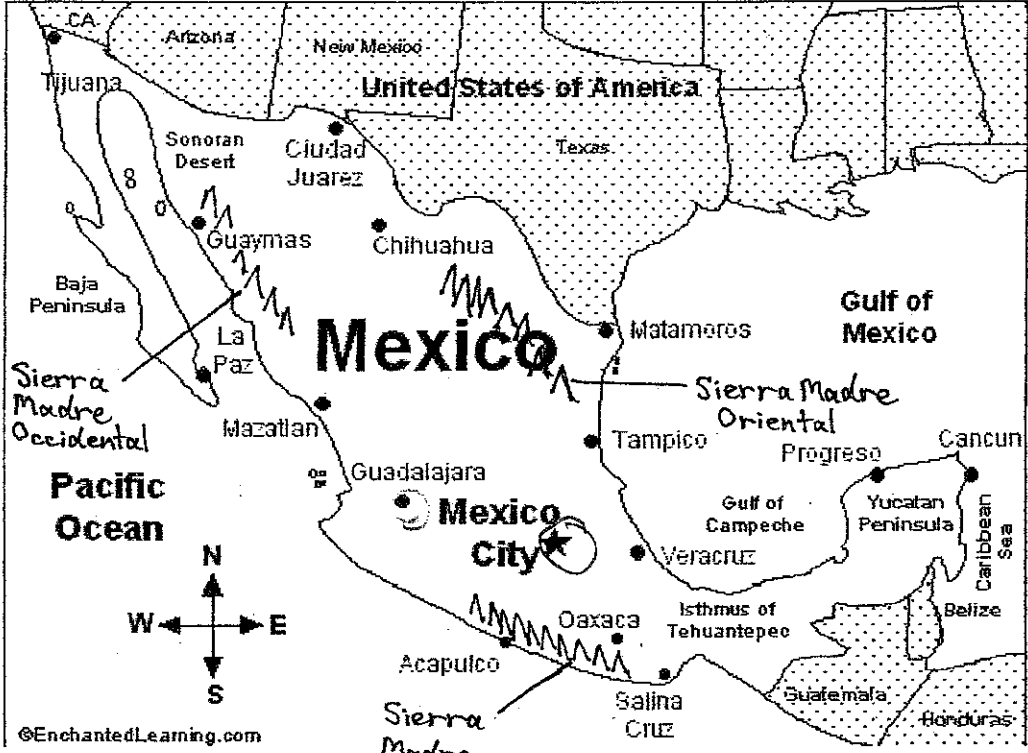 CA
Arizona
New Mexico
United States of America
Tijuana
Sonoran
Desert
Ciudad
Juarez
Texas
8
Guaymas
Chihuahua
Baja
Peninsula
Gulf of
Mexico
La
Paz
Mexico
Matamoros
Sierra
Madre
Occidental
Sierra Madre
Oriental
Mazatlan
Tampico
Progreso
Cancun
Pacific
Ocean
Guadalajara
Mexico
City
Gulf of
Campeche
Yucatan
Peninsula
Caribbean
Sea
Veracruz
N
W
E
S
Oaxaca
Isthmus of
Tehuantepec
Belize
Acapulco
Salina
Cruz
Guatemala
Honduras
Sierra
Madre
©EnchantedLearning.com